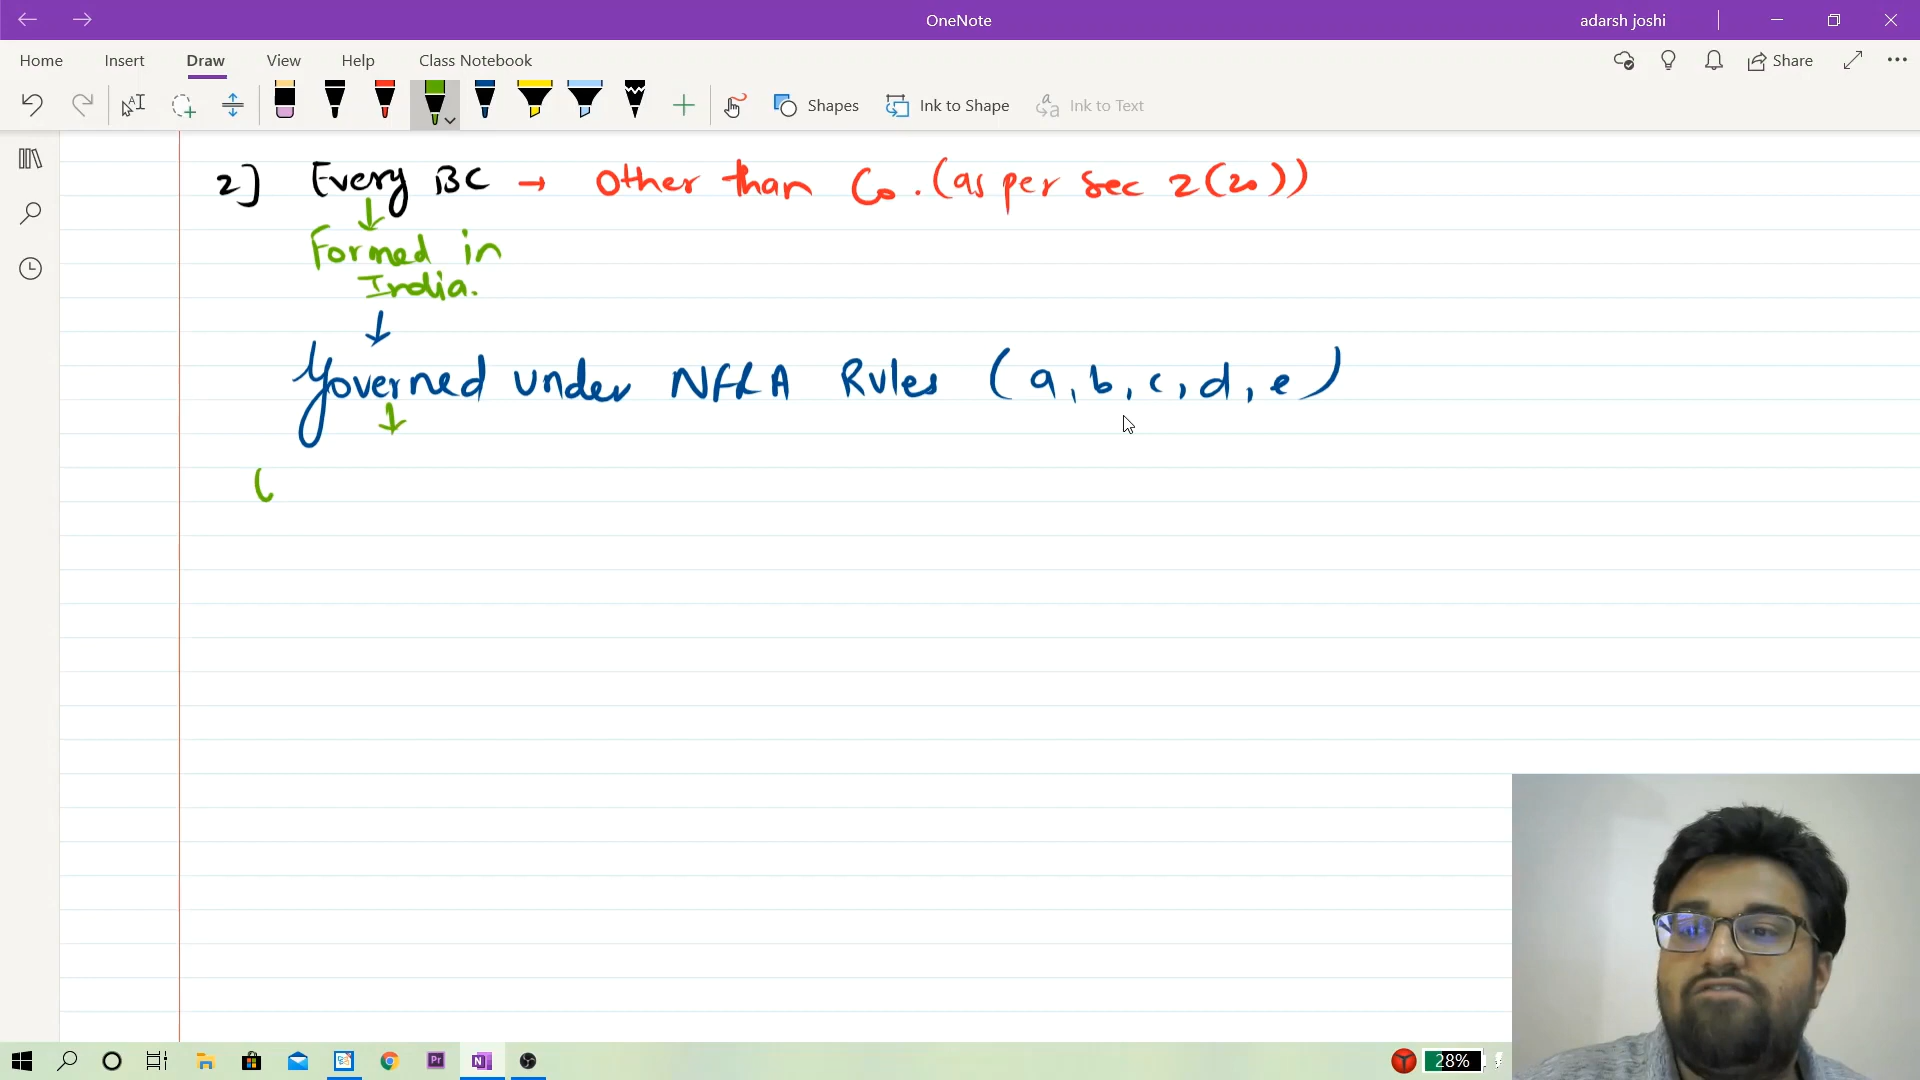 OneNote
adarsh joshi
Home Insert Draw View Help Class Notebook
Share
Shapes Ink to Shape Ink to Text
2] Every BC → Other than Co. (as per sec 2(20))
↓
Formed in
India.
↓
Governed under NFRA Rules (a, b, c, d, e)
↓
(
28%